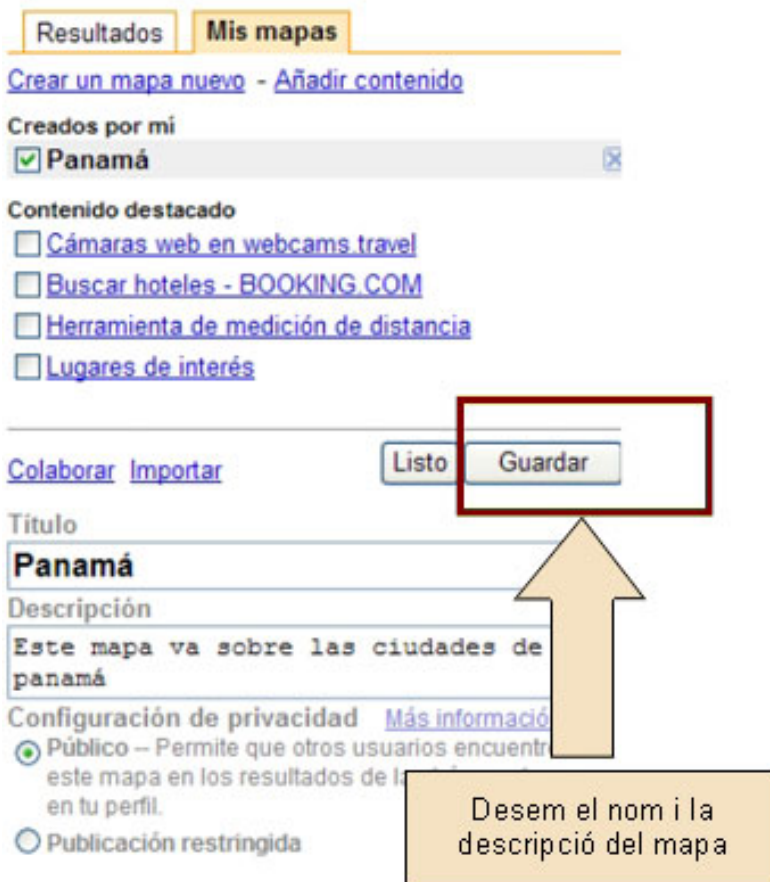 Resultados Mis mapas
Crear un mapa nuevo - Añadir contenido
Creados por mí
Panamá
Contenido destacado
Cámaras web en webcams.travel
Buscar hoteles - BOOKING.COM
Herramienta de medición de distancia
Lugares de interés
Colaborar Importar Listo Guardar
Título
Panamá
Descripción
Este mapa va sobre las ciudades de
panamá
Configuración de privacidad Más
Público – Permite que otros usuarios
este mapa en los resultados de
en tu perfil.
Publicación restringida
Desem el nom i la
descripció del mapa